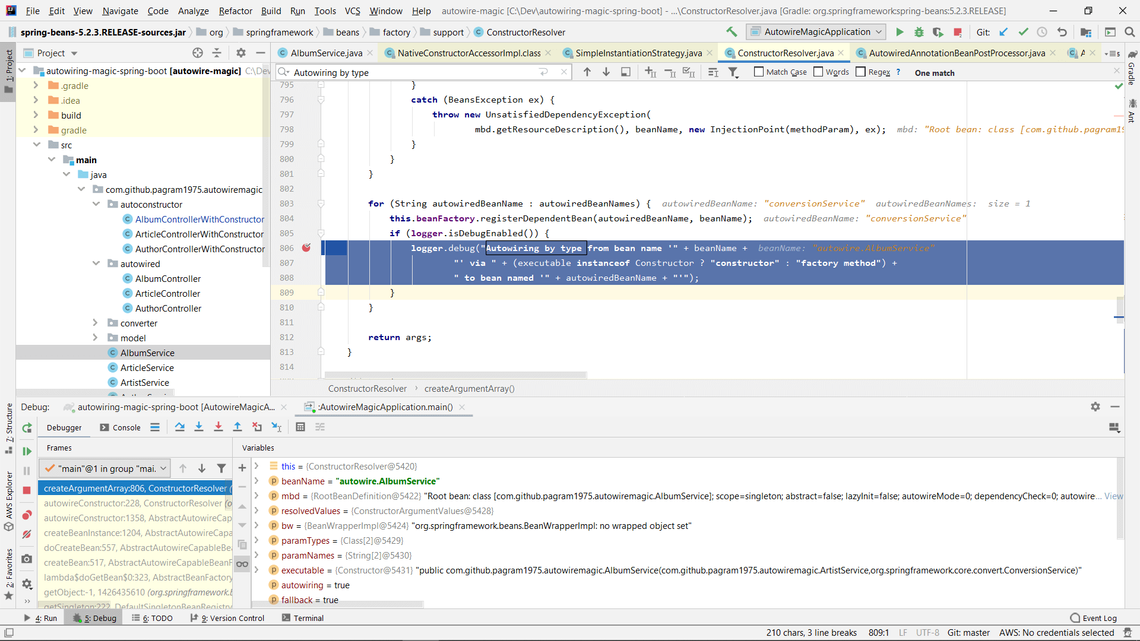 File Edit View Navigate Code Analyze Refactor Build Run Tools VCS Window Help autowire-magic [C:\Dev\autowiring-magic-spring-boot] - ...\ConstructorResolver.java [Gradle: org.springframework:spring-beans:5.2.3.RELEASE]
spring-beans-5.2.3.RELEASE-sources.jar org springframework beans factory support ConstructorResolver AutowireMagicApplication Git:
Project AlbumService.java NativeConstructorAccessorImpl.class SimpleInstantiationStrategy.java ConstructorResolver.java AutowiredAnnotationBeanPostProcessor.java A
Autowiring by type Match Case Words Regex ? One match
autowiring-magic-spring-boot [autowire-magic] C:\Dev
.gradle
.idea
build
gradle
src
main
java
com.github.pagram1975.autowiremagic
autoconstructor
AlbumControllerWithConstructor
ArticleControllerWithConstructor
AuthorControllerWithConstructor
autowired
AlbumController
ArticleController
AuthorController
converter
model
AlbumService
ArticleService
ArtistService
795 }
796 catch (BeansException ex) {
797 throw new UnsatisfiedDependencyException(
798 mbd.getResourceDescription(), beanName, new InjectionPoint(methodParam), ex); mbd: "Root bean: class [com.github.pagram1975
799 }
800 }
801 }
802
803 for (String autowiredBeanName : autowiredBeanNames) { autowiredBeanName: "conversionService" autowiredBeanNames: size = 1
804 this.beanFactory.registerDependentBean(autowiredBeanName, beanName); autowiredBeanName: "conversionService"
805 if (logger.isDebugEnabled()) {
806 logger.debug("Autowiring by type from bean name '" + beanName + beanName: "autowire.AlbumService"
807 "' via " + (executable instanceof Constructor ? "constructor" : "factory method") +
808 " to bean named '" + autowiredBeanName + "'");
809 }
810 }
811
812 return args;
813 }
814
ConstructorResolver › createArgumentArray()
1: Project
7: Structure
AWS Explorer
2: Favorites
Gradle
Ant
Debug: autowiring-magic-spring-boot [AutowireMagicA... :AutowireMagicApplication.main()
Debugger Console
Frames Variables
"main"@1 in group "mai...
createArgumentArray:806, ConstructorResolver
autowireConstructor:228, ConstructorResolver (o
autowireConstructor:1358, AbstractAutowireCap
createBeanInstance:1204, AbstractAutowireCap
doCreateBean:557, AbstractAutowireCapableBean
createBean:517, AbstractAutowireCapableBean
lambda$doGetBean$0:323, AbstractBeanFactory
getObject:-1, 1426435610 (org.springframework.b
getSingleton:222, DefaultSingletonBeanRegistr
this = {ConstructorResolver@5420}
beanName = "autowire.AlbumService"
mbd = {RootBeanDefinition@5422} "Root bean: class [com.github.pagram1975.autowiremagic.AlbumService]; scope=singleton; abstract=false; lazyInit=false; autowireMode=0; dependencyCheck=0; autowire... View
resolvedValues = {ConstructorArgumentValues@5428}
bw = {BeanWrapperImpl@5424} "org.springframework.beans.BeanWrapperImpl: no wrapped object set"
paramTypes = {Class[2]@5429}
paramNames = {String[2]@5430}
executable = {Constructor@5431} "public com.github.pagram1975.autowiremagic.AlbumService(com.github.pagram1975.autowiremagic.ArtistService,org.springframework.core.convert.ConversionService)"
autowiring = true
fallback = true
4: Run 5: Debug 6: TODO 9: Version Control Terminal Event Log
210 chars, 3 line breaks 809:1 LF UTF-8 Git: master AWS: No credentials selected